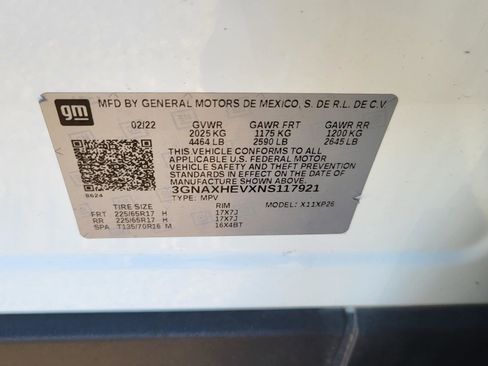 gm
MFD BY GENERAL MOTORS DE MEXICO, S. DE R.L. DE C.V.
02/22 GVWR GAWR FRT GAWR RR
2025 KG 1175 KG 1200 KG
4464 LB 2590 LB 2645 LB
THIS VEHICLE CONFORMS TO ALL
APPLICABLE U.S. FEDERAL MOTOR
VEHICLE SAFETY AND THEFT
PREVENTION STANDARDS IN EFFECT ON
THE DATE OF MANUFACTURE SHOWN ABOVE.
3GNAXHEVXNS117921
8624
TYPE: MPV MODEL: X11XP26
TIRE SIZE RIM
FRT 225/65R17 H 17X7J
RR 225/65R17 H 17X7J
SPA T135/70R16 M 16X4BT